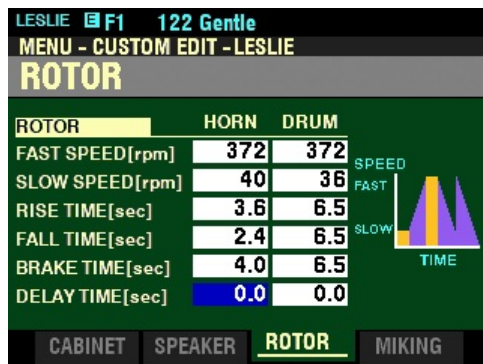 LESLIE E F1 122 Gentle
MENU - CUSTOM EDIT - LESLIE
ROTOR
ROTOR HORN DRUM
FAST SPEED[rpm] 372 372
SLOW SPEED[rpm] 40 36
RISE TIME[sec] 3.6 6.5
FALL TIME[sec] 2.4 6.5
BRAKE TIME[sec] 4.0 6.5
DELAY TIME[sec] 0.0 0.0
SPEED
FAST
SLOW
TIME
CABINET SPEAKER ROTOR MIKING